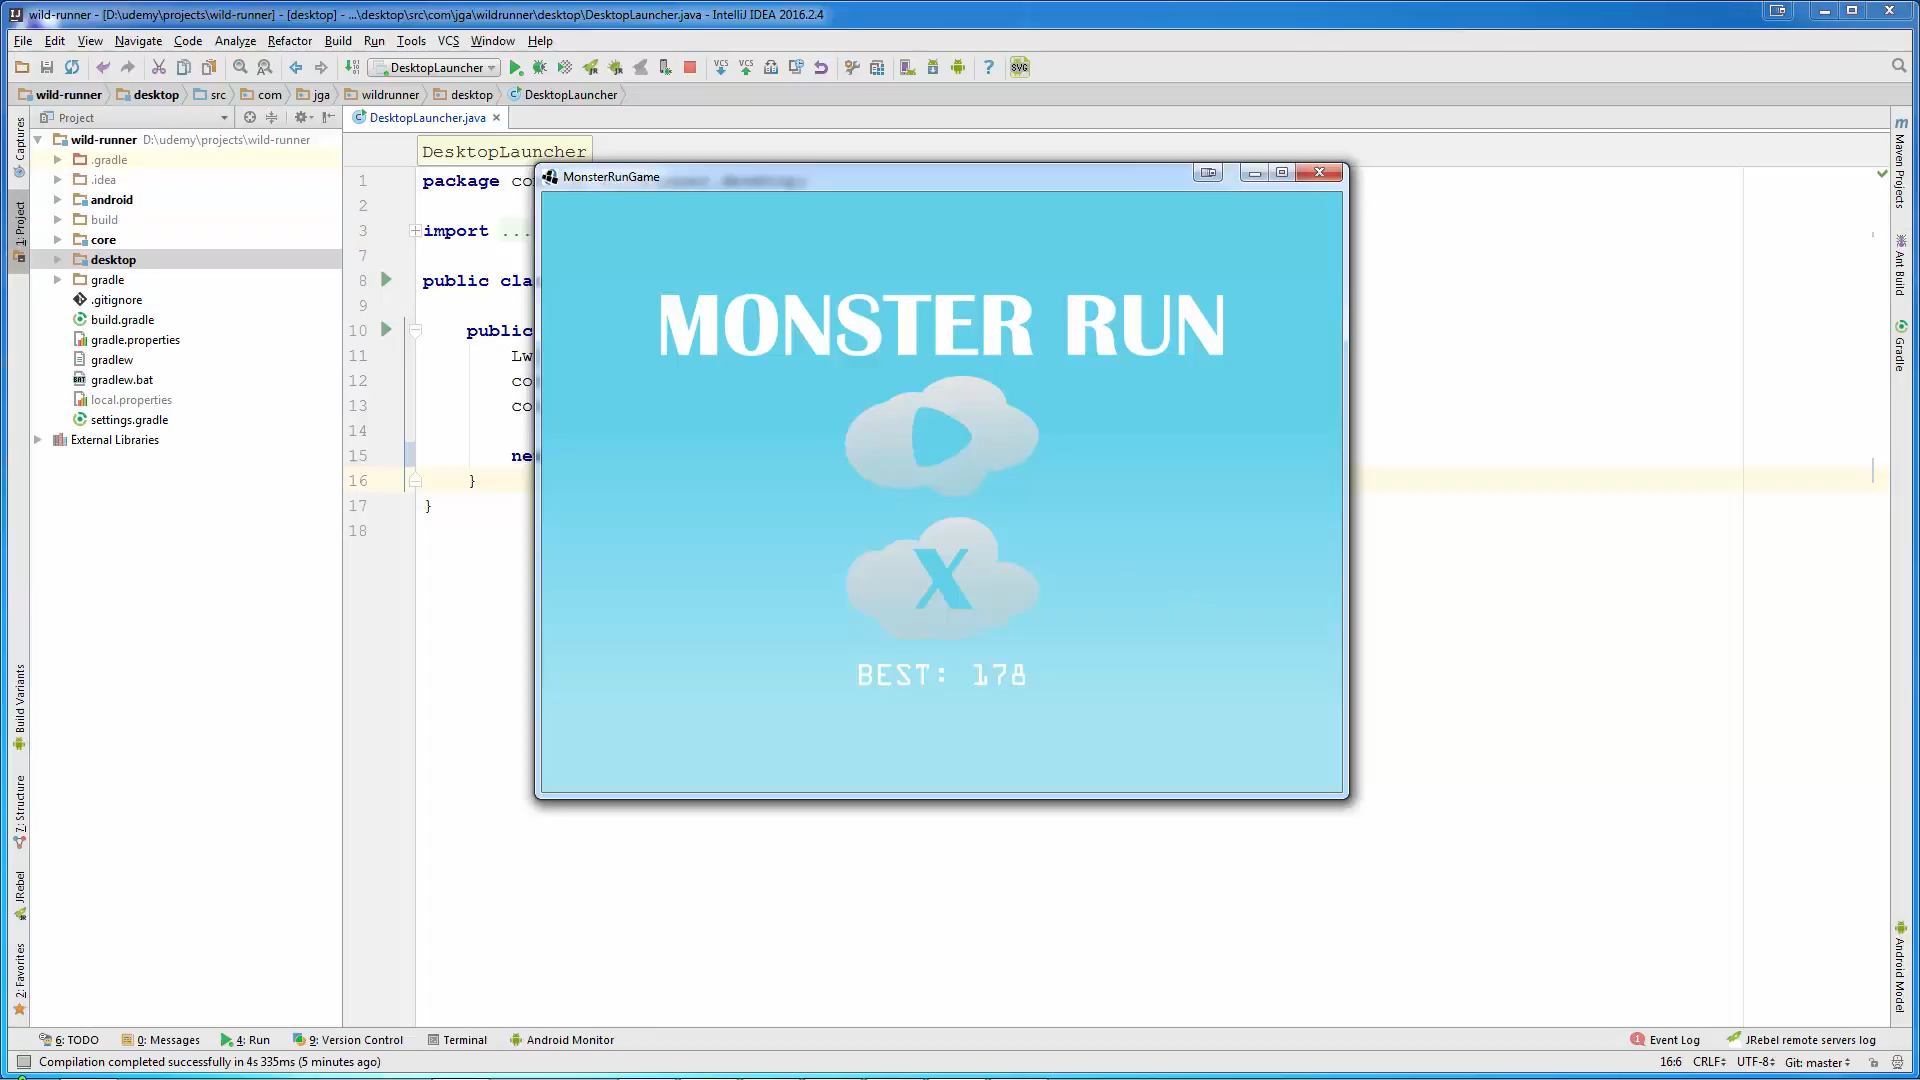 wild-runner - [D:\udemy\projects\wild-runner] - [desktop] - ...\desktop\src\com\jga\wildrunner\desktop\DesktopLauncher.java - IntelliJ IDEA 2016.2.4
File Edit View Navigate Code Analyze Refactor Build Run Tools VCS Window Help
DesktopLauncher
wild-runner desktop src com jga wildrunner desktop DesktopLauncher
Project
DesktopLauncher.java
wild-runner D:\udemy\projects\wild-runner
.gradle
.idea
android
build
core
desktop
gradle
.gitignore
build.gradle
gradle.properties
gradlew
gradlew.bat
local.properties
settings.gradle
External Libraries
Captures
1: Project
Build Variants
7: Structure
JRebel
2: Favorites
DesktopLauncher
1 package co
2
3 import ...
7
8 public cla
9
10 public
11 Lw
12 co
13 co
14
15 ne
16 }
17 }
18
MonsterRunGame
MONSTER RUN
X
BEST: 178
Maven Projects
Ant Build
Gradle
Android Model
6: TODO 0: Messages 4: Run 9: Version Control Terminal Android Monitor Event Log JRebel remote servers log
Compilation completed successfully in 4s 335ms (5 minutes ago) 16:6 CRLF UTF-8 Git: master